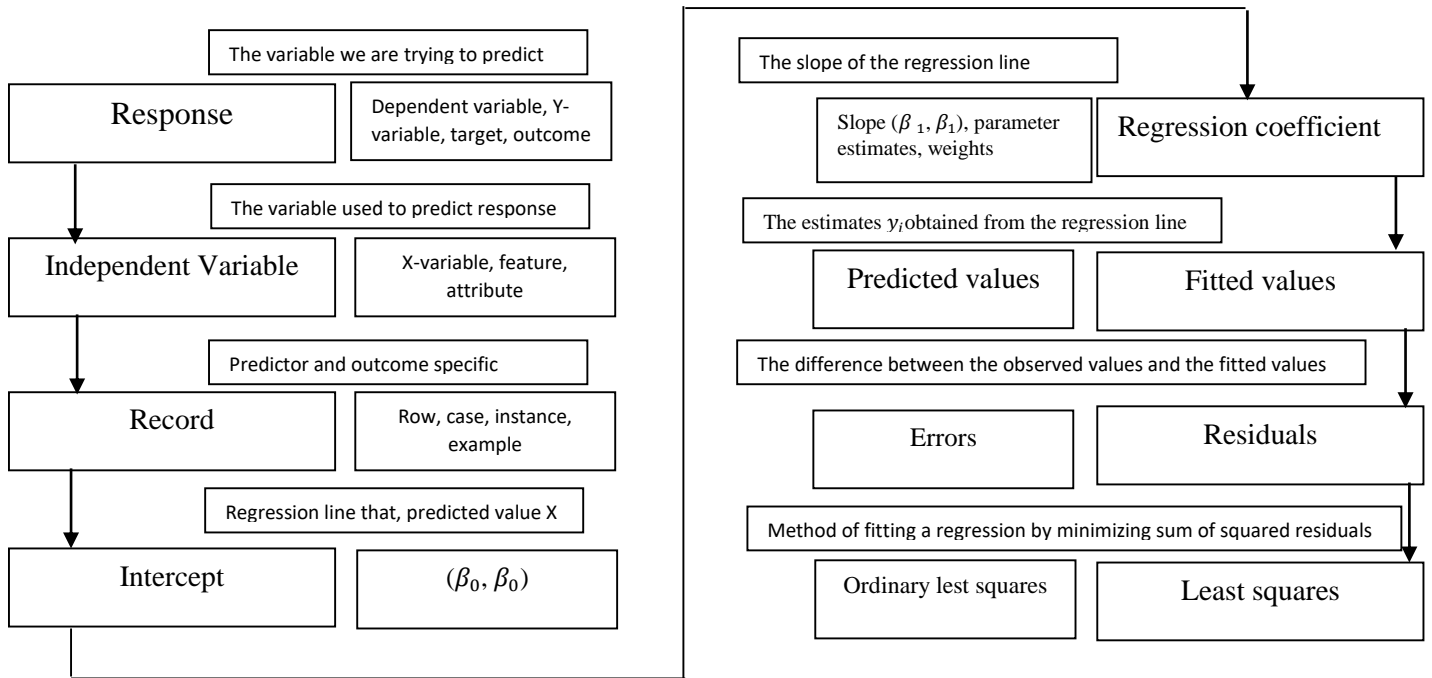 The variable we are trying to predict
Response
Dependent variable, Y-
variable, target, outcome
The variable used to predict response
Independent Variable
X-variable, feature,
attribute
Predictor and outcome specific
Record
Row, case, instance,
example
Regression line that, predicted value X
Intercept
(β₀, β₀)
The slope of the regression line
Slope (β ₁, β₁), parameter
estimates, weights
Regression coefficient
The estimates yᵢobtained from the regression line
Predicted values
Fitted values
The difference between the observed values and the fitted values
Errors
Residuals
Method of fitting a regression by minimizing sum of squared residuals
Ordinary lest squares
Least squares